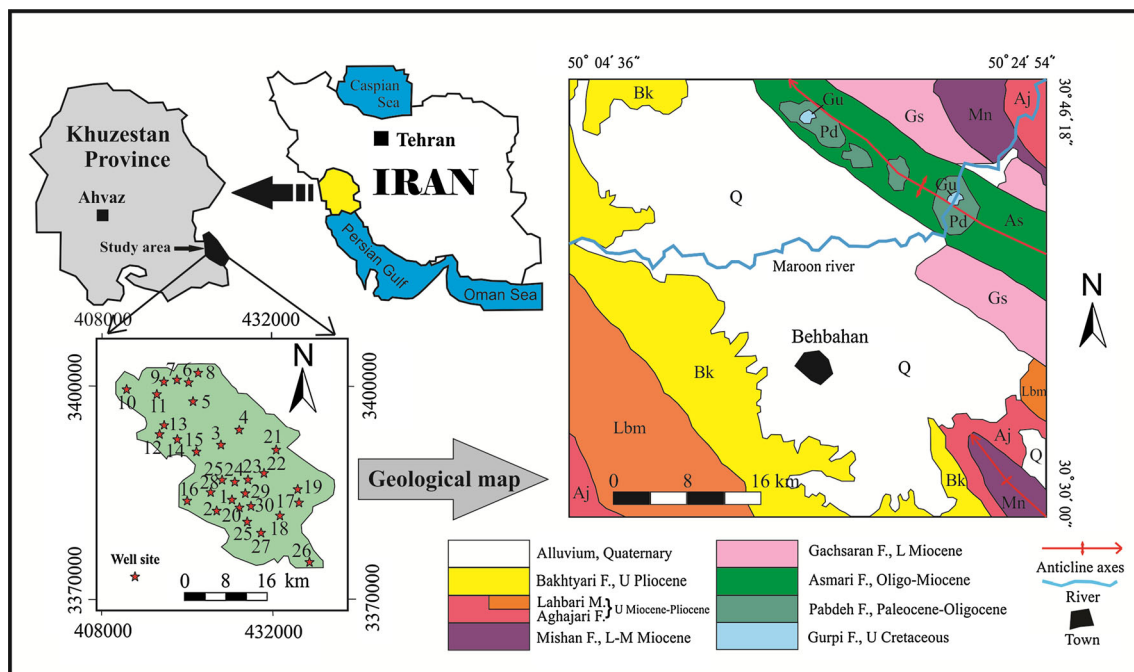 Caspian
Sea
Tehran
IRAN
Persian Gulf
Oman Sea
Khuzestan
Province
Ahvaz
Study area
408000
432000
N
3400000
3400000
7
6
8
9
10
11
5
13
4
12
14
15
3
21
25
24
23
22
16
28
1
29
17
19
2
20
30
25
18
27
26
Well site
0
8
16
km
3370000
3370000
408000
432000
Geological map
50° 04' 36"
50° 24' 54"
30° 46' 18"
30° 30' 00"
Bk
Gu
Pd
Gs
Mn
Aj
Q
Gu
Pd
As
Maroon river
Gs
N
Behbahan
Bk
Q
Lbm
Lbm
Aj
Q
Aj
Bk
Mn
0
8
16 km
Alluvium, Quaternary
Bakhtyari F., U Pliocene
Lahbari M.
Aghajari F.
} U Miocene-Pliocene
Mishan F., L-M Miocene
Gachsaran F., L Miocene
Asmari F., Oligo-Miocene
Pabdeh F., Paleocene-Oligocene
Gurpi F., U Cretaceous
Anticline axes
River
Town